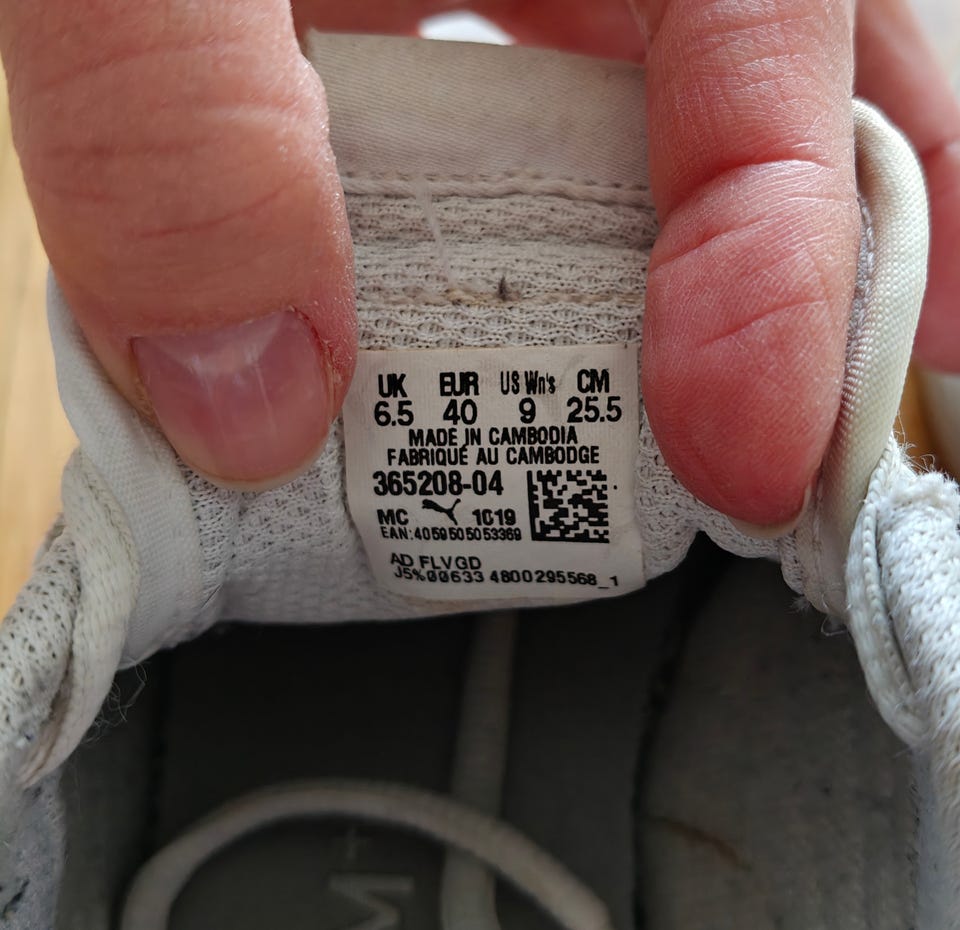 UK EUR US Wn's CM
6.5 40 9 25.5
MADE IN CAMBODIA
FABRIQUÉ AU CAMBODGE
365208-04
MC 1019
EAN:4059505053369
AD FLVGD
J5%00633 4800295568_1